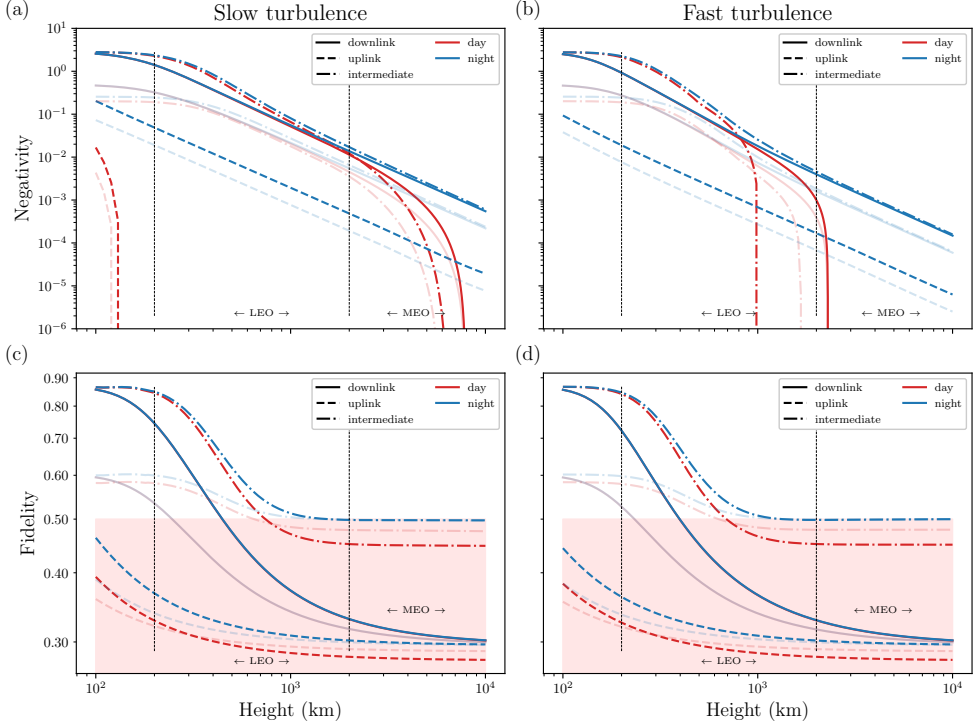 (a) Slow turbulence
(b) Fast turbulence
Negativity
10^1
10^0
10^−1
10^−2
10^−3
10^−4
10^−5
10^−6
downlink
uplink
intermediate
day
night
← LEO →
← MEO →
downlink
uplink
intermediate
day
night
← LEO →
← MEO →
(c)
(d)
Fidelity
0.90
0.80
0.70
0.60
0.50
0.40
0.30
downlink
uplink
intermediate
day
night
← MEO →
← LEO →
10^2
10^3
10^4
Height (km)
downlink
uplink
intermediate
day
night
← MEO →
← LEO →
10^2
10^3
10^4
Height (km)